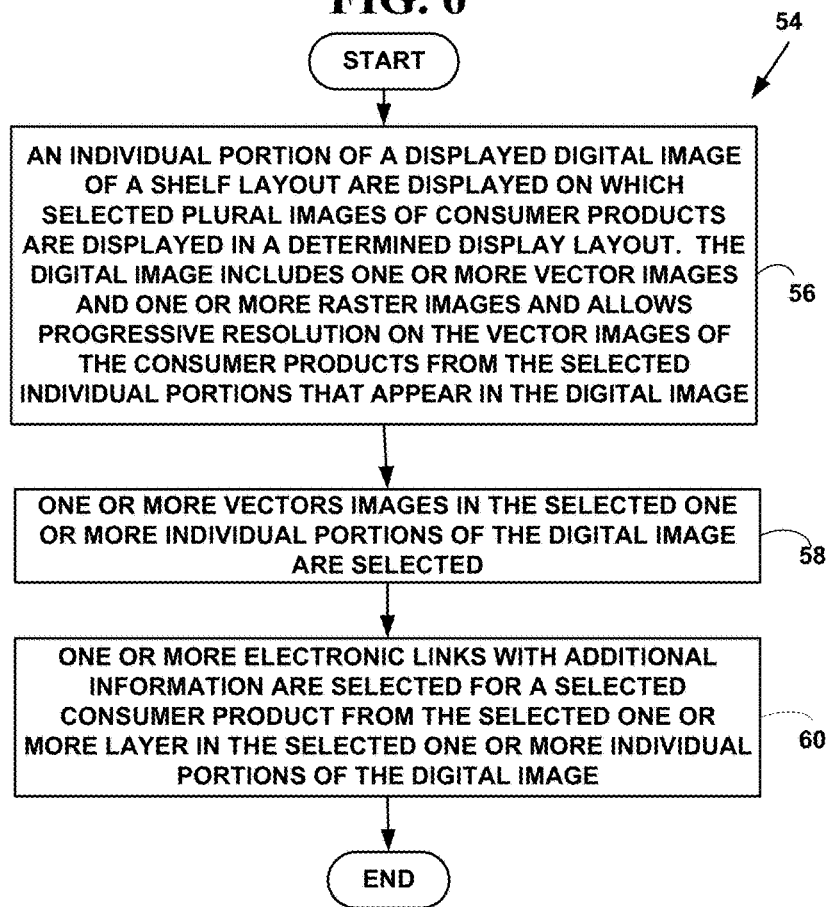 FIG. 6
54
START
AN INDIVIDUAL PORTION OF A DISPLAYED DIGITAL IMAGE
OF A SHELF LAYOUT ARE DISPLAYED ON WHICH
SELECTED PLURAL IMAGES OF CONSUMER PRODUCTS
ARE DISPLAYED IN A DETERMINED DISPLAY LAYOUT. THE
DIGITAL IMAGE INCLUDES ONE OR MORE VECTOR IMAGES
AND ONE OR MORE RASTER IMAGES AND ALLOWS
PROGRESSIVE RESOLUTION ON THE VECTOR IMAGES OF
THE CONSUMER PRODUCTS FROM THE SELECTED
INDIVIDUAL PORTIONS THAT APPEAR IN THE DIGITAL IMAGE
56
ONE OR MORE VECTORS IMAGES IN THE SELECTED ONE
OR MORE INDIVIDUAL PORTIONS OF THE DIGITAL IMAGE
ARE SELECTED
58
ONE OR MORE ELECTRONIC LINKS WITH ADDITIONAL
INFORMATION ARE SELECTED FOR A SELECTED
CONSUMER PRODUCT FROM THE SELECTED ONE OR
MORE LAYER IN THE SELECTED ONE OR MORE INDIVIDUAL
PORTIONS OF THE DIGITAL IMAGE
60
END